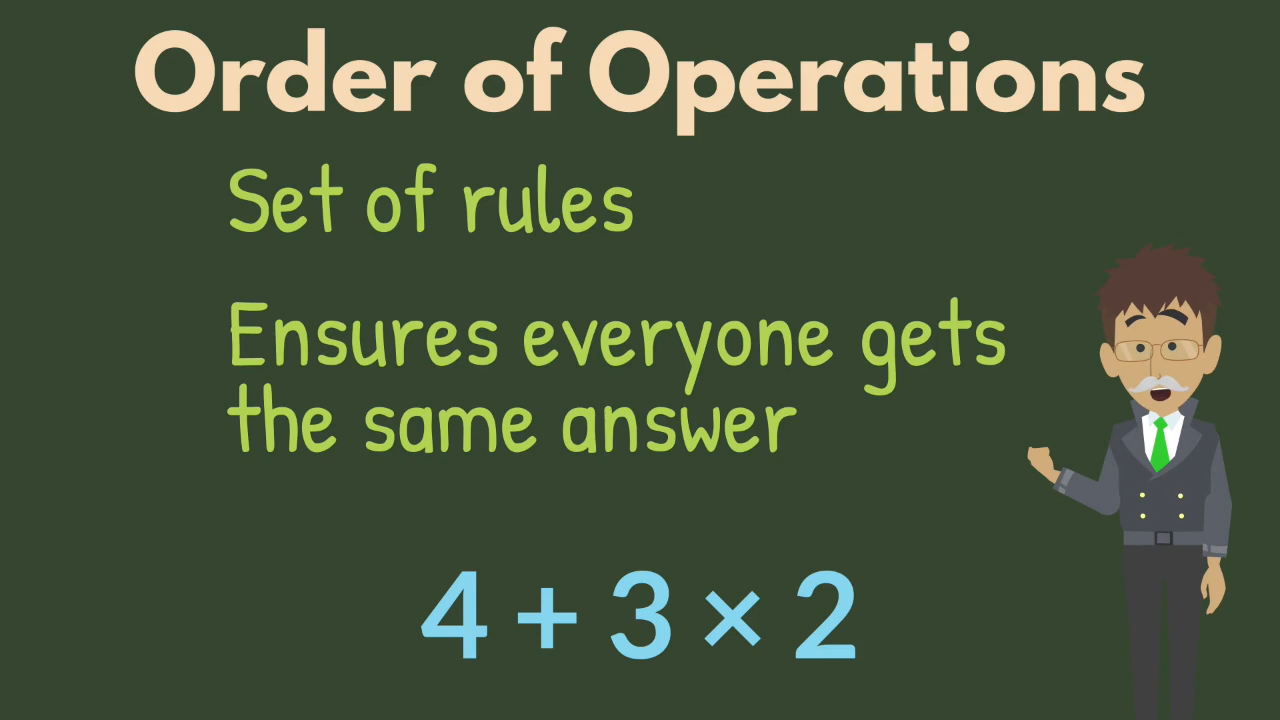 Order of Operations
Set of rules
Ensures everyone gets
the same answer
4 + 3 × 2